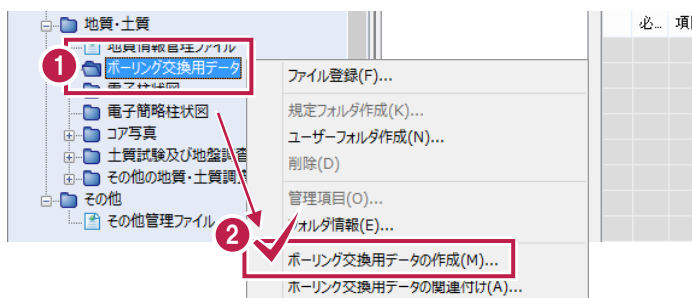 地質・土質
必... 項
地質情報管理ファイル
1
ボーリング交換用データ
ファイル登録(F)...
電子柱状図
電子簡略柱状図
規定フォルダ作成(K)...
コア写真
ユーザーフォルダ作成(N)...
土質試験及び地盤調査
削除(D)
その他の地質・土質調
その他
管理項目(O)...
その他管理ファイル
2
フォルダ情報(E)...
ボーリング交換用データの作成(M)...
ボーリング交換用データの関連付け(A)...